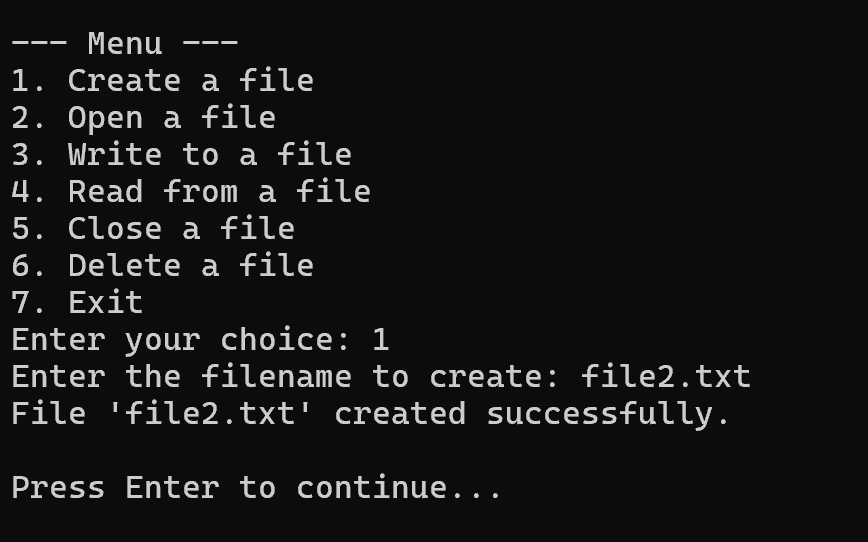 --- Menu ---
1. Create a file
2. Open a file
3. Write to a file
4. Read from a file
5. Close a file
6. Delete a file
7. Exit
Enter your choice: 1
Enter the filename to create: file2.txt
File 'file2.txt' created successfully.
Press Enter to continue...